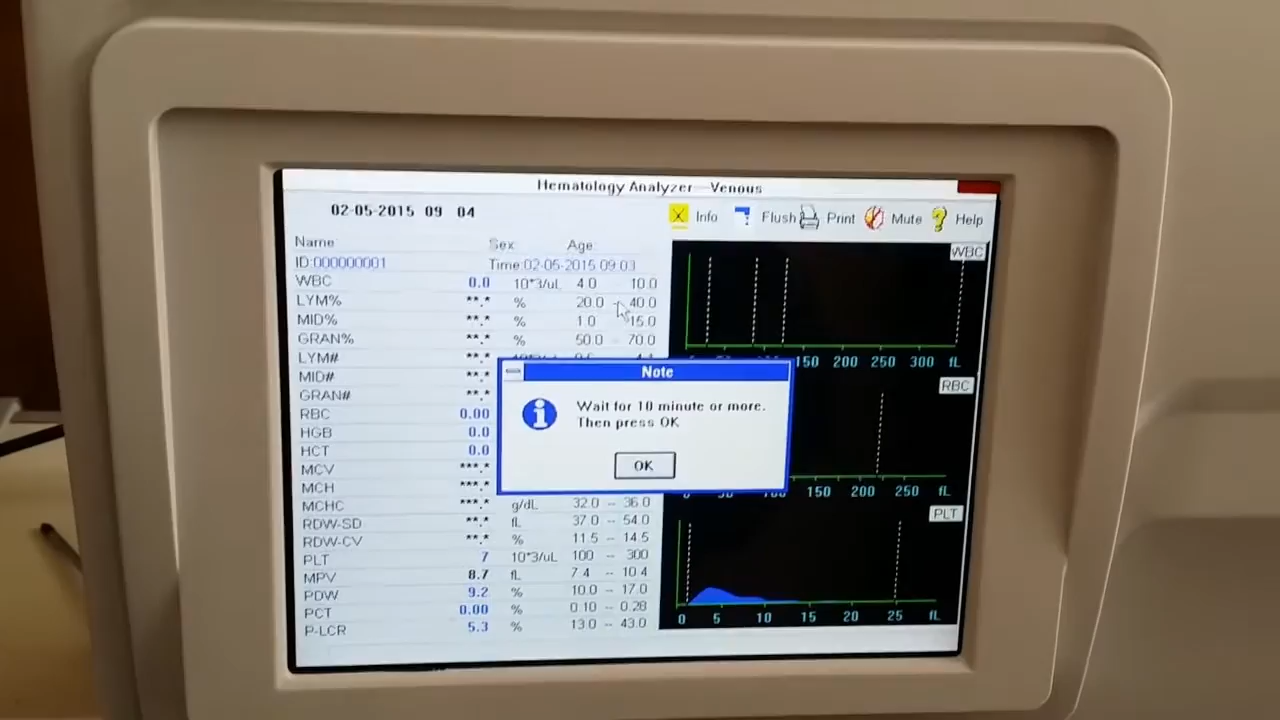 Hematology Analyzer Venous
02-05-2015 09 04
Info Flush Print Mute Help
Name Sex Age:
ID:000000001 Time:02-05-2015 09:03
WBC 0.0 10*3/uL 4.0 10.0
LYM% **.* % 20.0 - 40.0
MID% **.* % 1.0 15.0
GRAN% **.* % 50.0 - 70.0
LYM# **.*
MID# **.*
GRAN# **.*
RBC 0.00
HGB 0.0
HCT 0.0
MCV ***.*
MCH ***.*
MCHC ***.* g/dL 32.0 -- 36.0
RDW-SD **.* fL 37.0 -- 54.0
RDW-CV **.* % 11.5 -- 14.5
PLT 7 10*3/uL 100 -- 300
MPV 8.7 fL 7.4 -- 10.4
PDW 9.2 % 10.0 -- 17.0
PCT 0.00 % 0.10 -- 0.28
P-LCR 5.3 % 13.0 -- 43.0
Note
Wait for 10 minute or more.
Then press OK
OK
WBC
150 200 250 300 fL
RBC
150 200 250 fL
PLT
0 5 10 15 20 25 fL